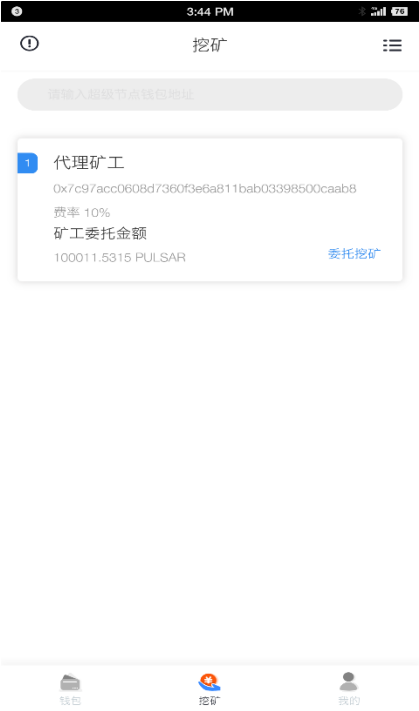 3
3:44 PM
76
挖矿
请输入超级节点钱包地址
1
代理矿工
0x7c97acc0608d7360f3e6a811bab03398500caab8
费率 10%
矿工委托金额
100011.5315 PULSAR
委托挖矿
钱包
挖矿
我的